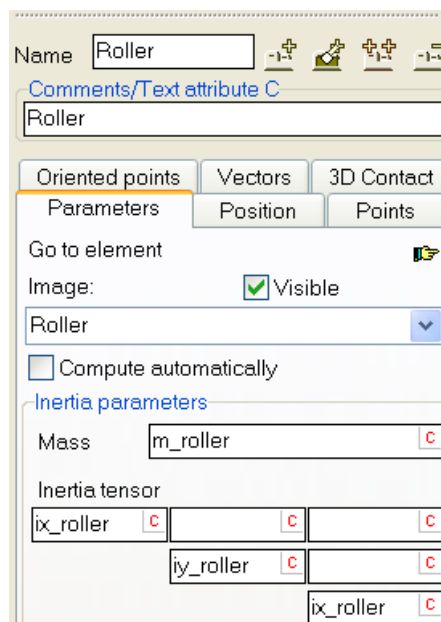 Name Roller
Comments/Text attribute C
Roller
Oriented points Vectors 3D Contact
Parameters Position Points
Go to element
Image: Visible
Roller
Compute automatically
Inertia parameters
Mass m_roller C
Inertia tensor
ix_roller C C C
iy_roller C C
ix_roller C